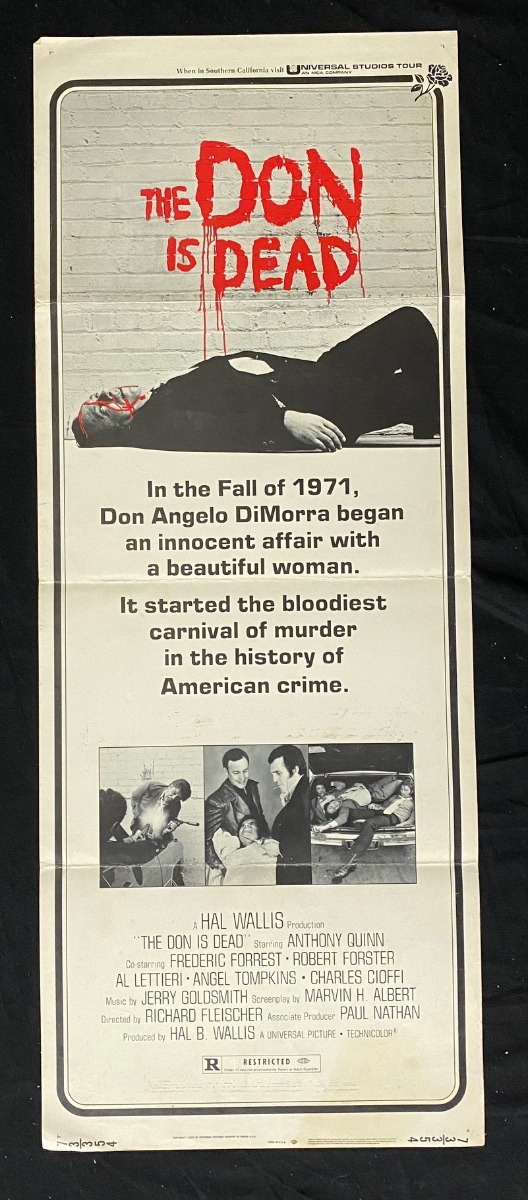 When in Southern California visit UNIVERSAL STUDIOS TOUR
AN MCA COMPANY
THE DON
IS DEAD
In the Fall of 1971,
Don Angelo DiMorra began
an innocent affair with
a beautiful woman.
It started the bloodiest
carnival of murder
in the history of
American crime.
A HAL WALLIS Production
"THE DON IS DEAD" Starring ANTHONY QUINN
Co-starring FREDERIC FORREST • ROBERT FORSTER
AL LETTIERI • ANGEL TOMPKINS • CHARLES CIOFFI
Music by JERRY GOLDSMITH Screenplay by MARVIN H. ALBERT
Directed by RICHARD FLEISCHER Associate Producer PAUL NATHAN
Produced by HAL B. WALLIS A UNIVERSAL PICTURE • TECHNICOLOR®
R RESTRICTED
73/354 73/354